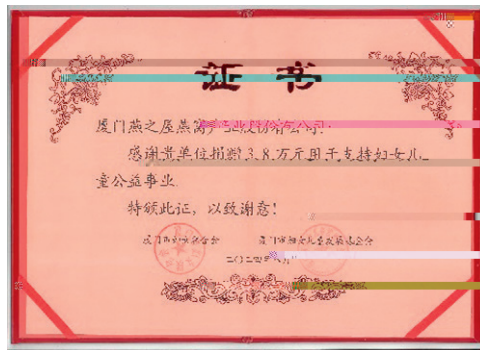 证书
厦门燕之屋燕窝产业股份有限公司:
感谢贵单位捐赠3.8万元用于支持妇女儿
童公益事业.
特颁此证，以致谢意!
厦门市妇女联合会 厦门市妇女儿童发展基金会